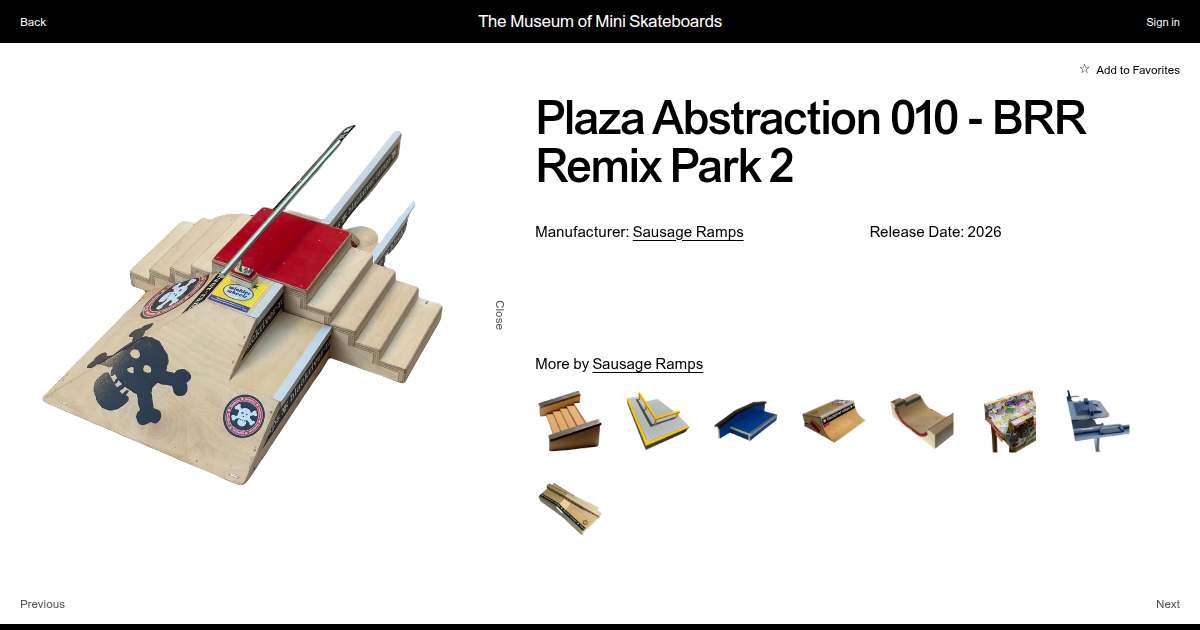 Back
The Museum of Mini Skateboards
Sign in
☆ Add to Favorites
Plaza Abstraction 010 - BRR
Remix Park 2
Manufacturer: Sausage Ramps
Release Date: 2026
Close
More by Sausage Ramps
Previous
Next